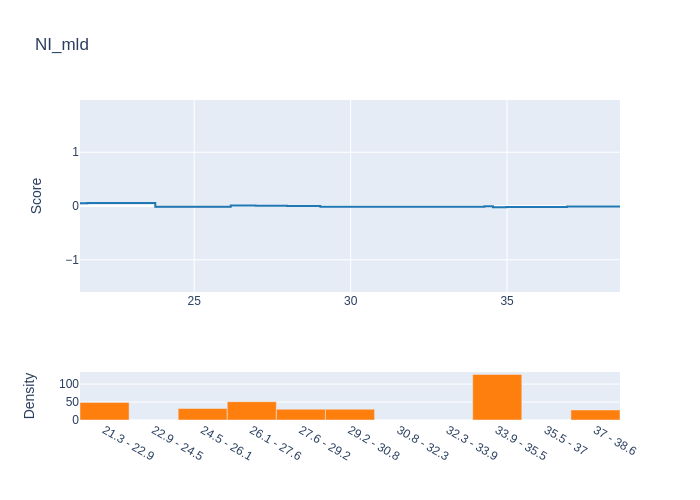 NI_mld
Score
1
0
−1
25
30
35
Density
100
50
0
21.3 - 22.9
22.9 - 24.5
24.5 - 26.1
26.1 - 27.6
27.6 - 29.2
29.2 - 30.8
30.8 - 32.3
32.3 - 33.9
33.9 - 35.5
35.5 - 37
37 - 38.6